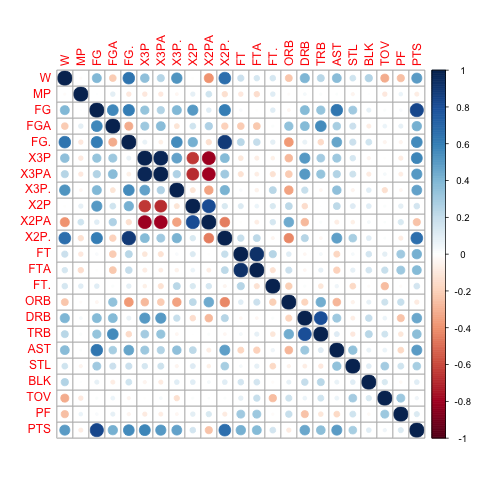 W MP FG FGA FG. X3P X3PA X3P. X2P X2PA X2P. FT FTA FT. ORB DRB TRB AST STL BLK TOV PF PTS
W
MP
FG
FGA
FG.
X3P
X3PA
X3P.
X2P
X2PA
X2P.
FT
FTA
FT.
ORB
DRB
TRB
AST
STL
BLK
TOV
PF
PTS
1
0.8
0.6
0.4
0.2
0
-0.2
-0.4
-0.6
-0.8
-1